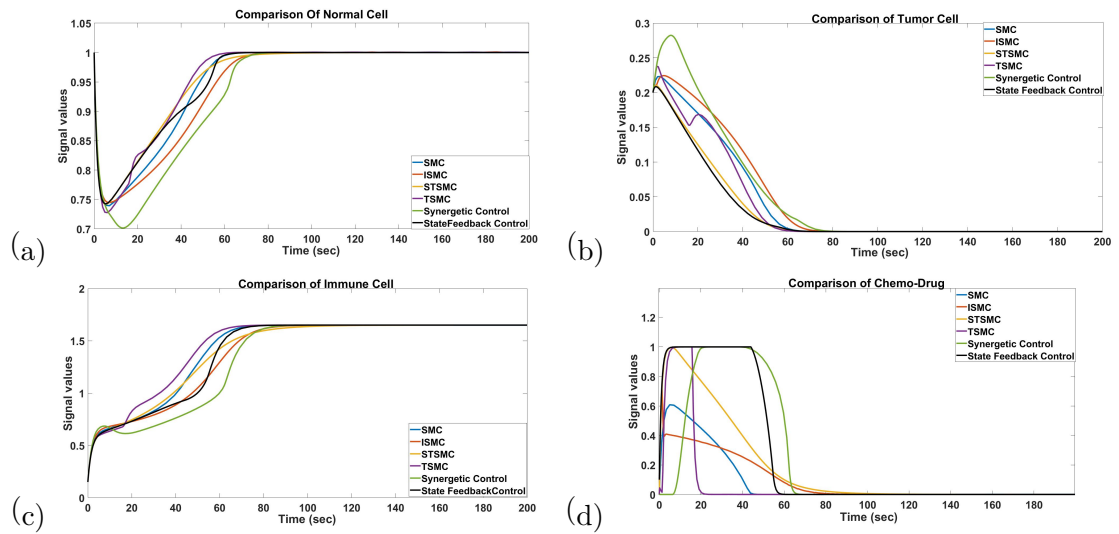 Comparison Of Normal Cell
1.05
1
0.95
0.9
0.85
0.8
0.75
0.7
Signal values
SMC
ISMC
STSMC
TSMC
Synergetic Control
StateFeedback Control
0 20 40 60 80 100 120 140 160 180 200
Time (sec)
(a)
Comparison of Tumor Cell
0.3
0.25
0.2
0.15
0.1
0.05
0
Signal values
SMC
ISMC
STSMC
TSMC
Synergetic Control
State Feedback Control
0 20 40 60 80 100 120 140 160 180 200
Time (sec)
(b)
Comparison of Immune Cell
2
1.5
1
0.5
0
Signal values
SMC
ISMC
STSMC
TSMC
Synergetic Control
State FeedbackControl
0 20 40 60 80 100 120 140 160 180 200
Time (sec)
(c)
Comparison of Chemo-Drug
1.2
1
0.8
0.6
0.4
0.2
0
Signal values
SMC
ISMC
STSMC
TSMC
Synergetic Control
State Feedback Control
0 20 40 60 80 100 120 140 160 180
Time (sec)
(d)